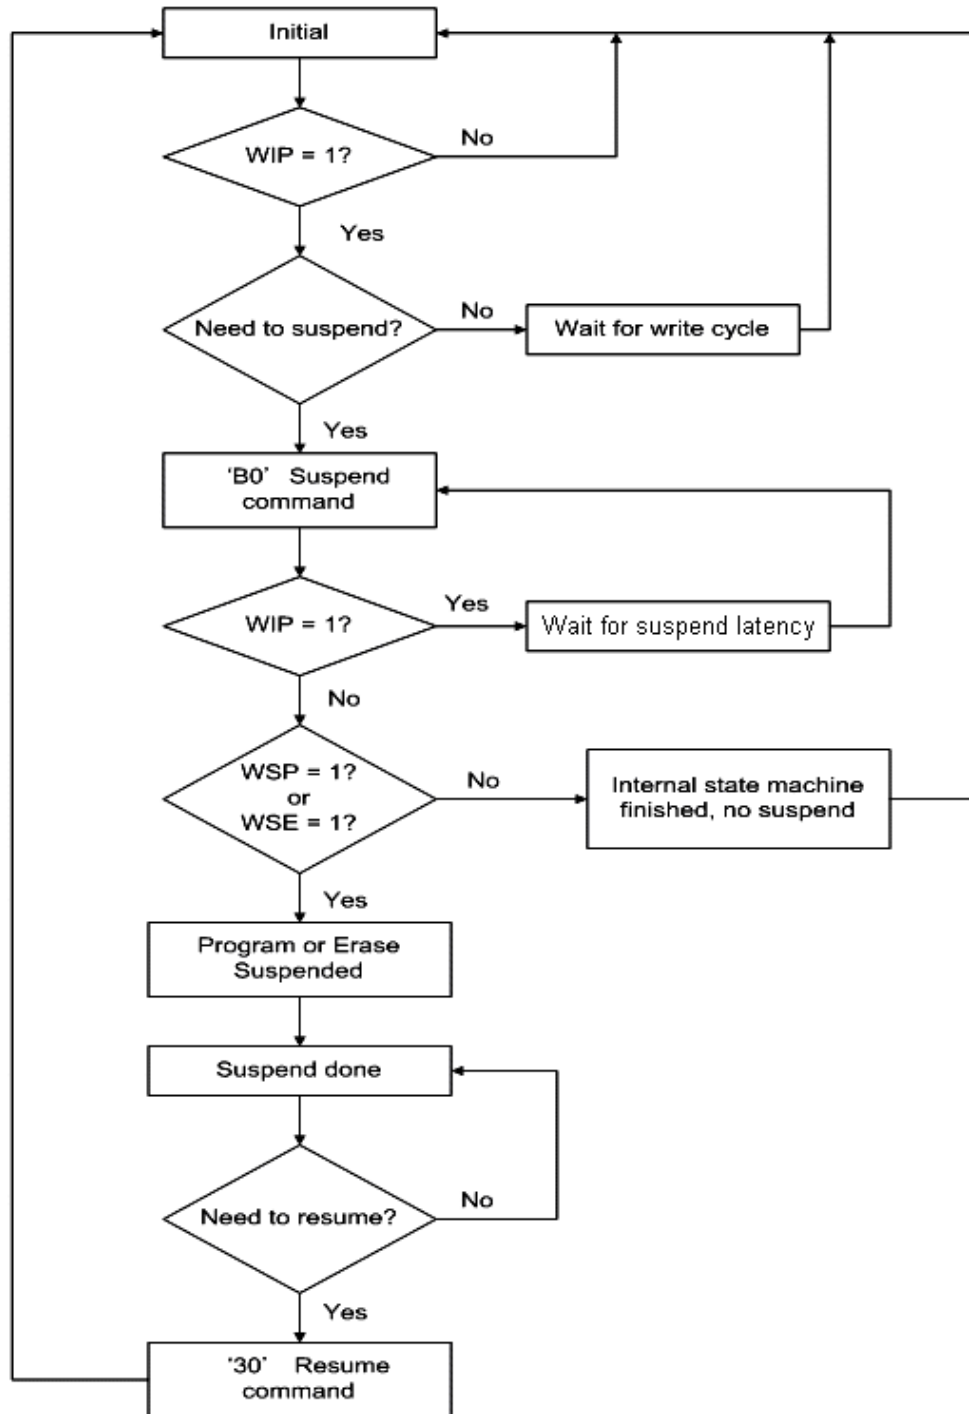 Initial
WIP = 1?
No
Yes
Need to suspend?
No
Wait for write cycle
Yes
'B0' Suspend
command
WIP = 1?
Yes
Wait for suspend latency
No
WSP = 1?
or
WSE = 1?
No
Internal state machine
finished, no suspend
Yes
Program or Erase
Suspended
Suspend done
Need to resume?
No
Yes
'30' Resume
command